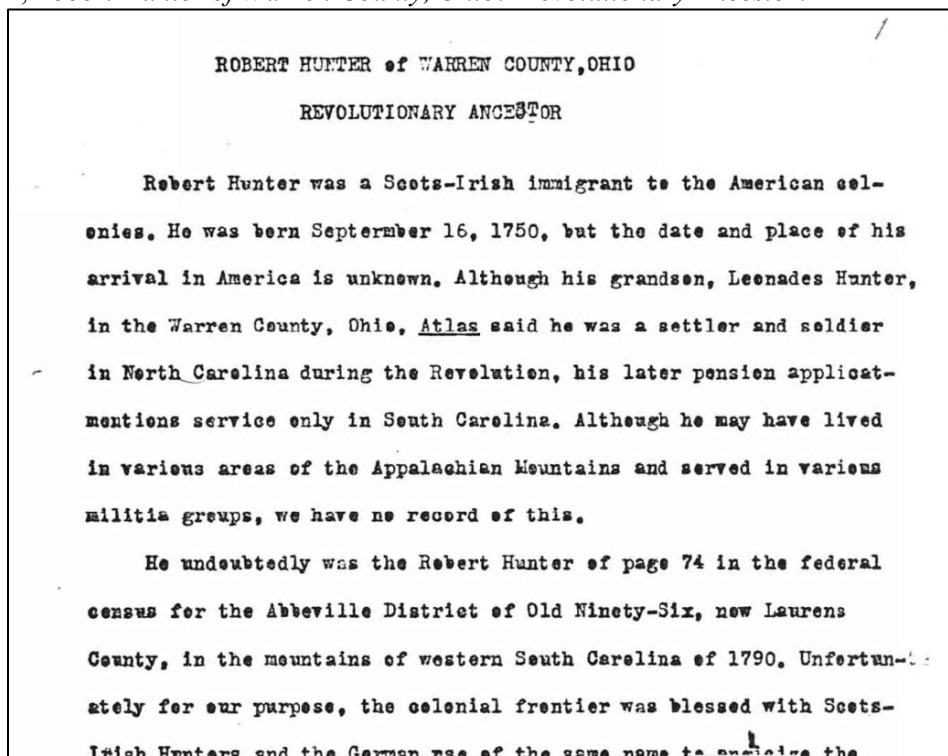 Robert Hunter of Warren County, Ohio: Revolutionary Ancestor.
1
ROBERT HUNTER of WARREN COUNTY,OHIO
REVOLUTIONARY ANCESTOR
Robert Hunter was a Scots-Irish immigrant to the American col-
onies. He was born Septermber 16, 1750, but the date and place of his
arrival in America is unknown. Although his grandson, Leonades Hunter,
in the Warren County, Ohio, Atlas said he was a settler and soldier
in North Carolina during the Revolution, his later pension applicat-
mentions service only in South Carolina. Although he may have lived
in various areas of the Appalachian Mountains and served in various
militia groups, we have no record of this.
He undoubtedly was the Robert Hunter of page 74 in the federal
census for the Abbeville District of Old Ninety-Six, now Laurens
County, in the mountains of western South Carolina of 1790. Unfortun-
ately for our purpose, the colonial frontier was blessed with Scots-
Irish Hunters and the German use of the same name to anglicize the